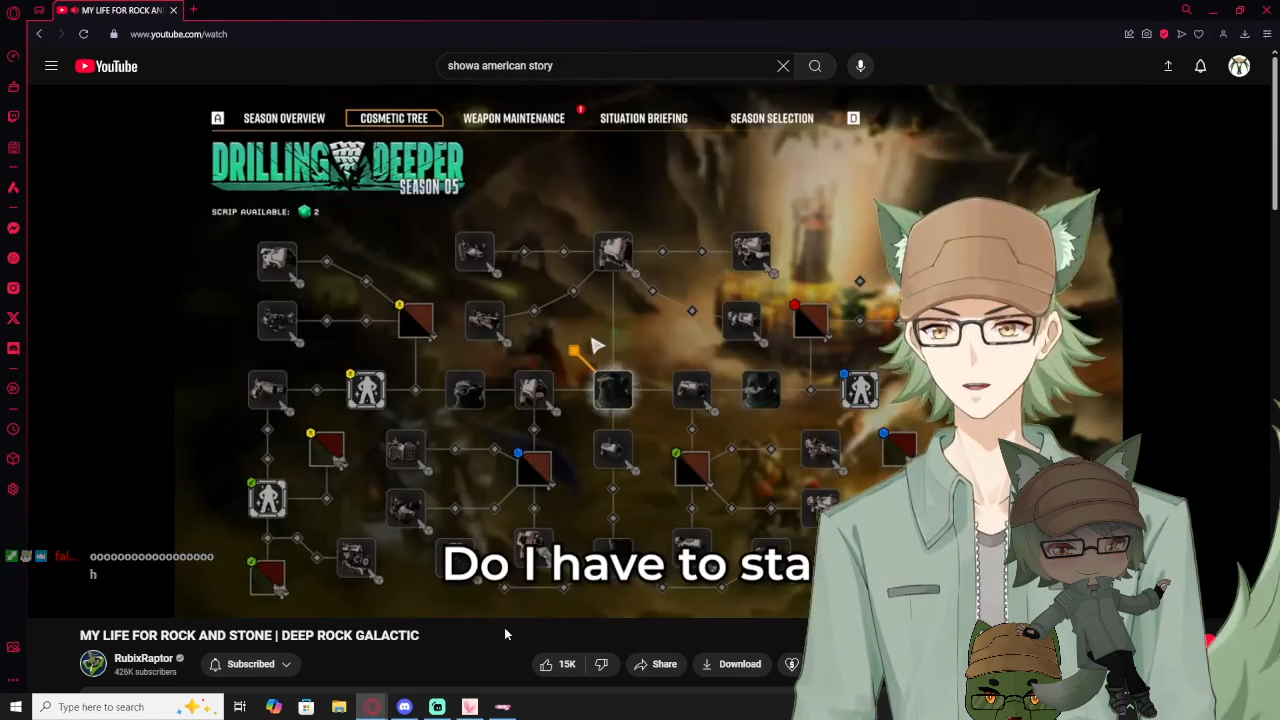 MY LIFE FOR ROCK AN
www.youtube.com/watch
YouTube
showa american story
A SEASON OVERVIEW COSMETIC TREE WEAPON MAINTENANCE SITUATION BRIEFING SEASON SELECTION D
DRILLING DEEPER
SEASON 05
SCRIP AVAILABLE: 2
Do I have to sta
fal... oooooooooooooooooo
h
MY LIFE FOR ROCK AND STONE | DEEP ROCK GALACTIC
RubixRaptor
426K subscribers
Subscribed
15K
Share
Download
Type here to search